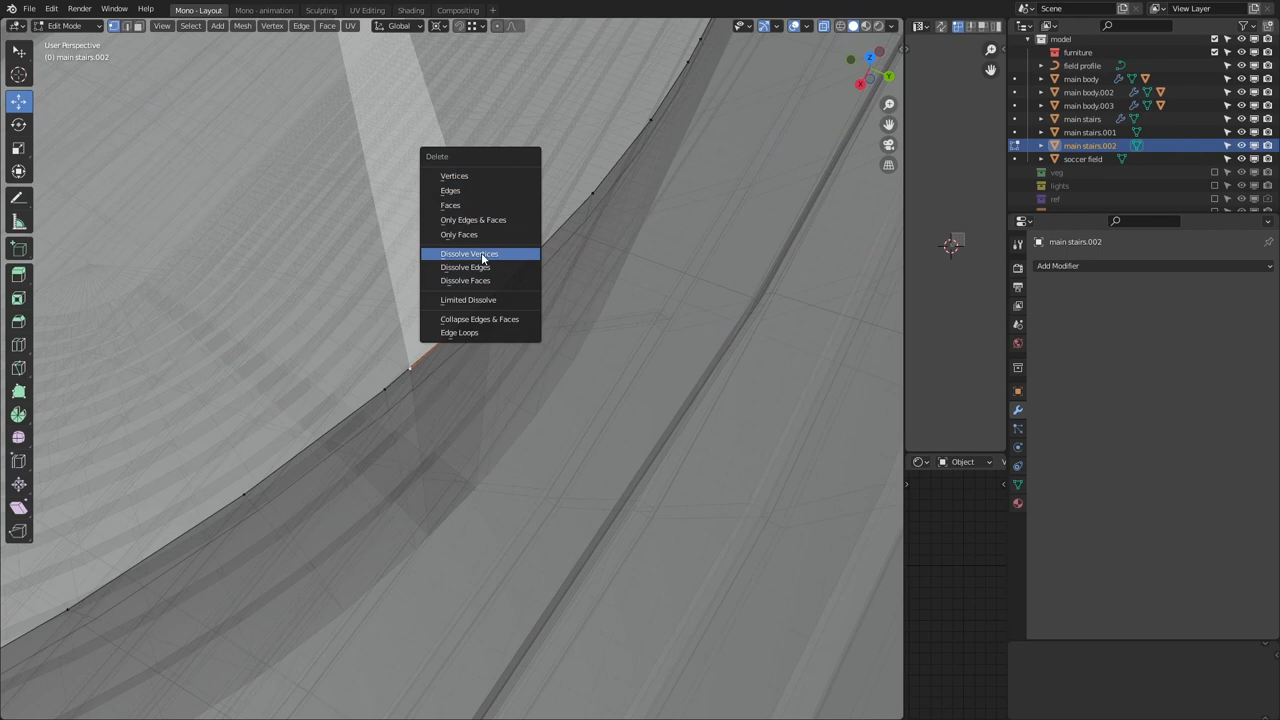 File Edit Render Window Help
Mono - Layout Mono - animation Sculpting UV Editing Shading Mono - Rendering Compositing +
Scene
View Layer
Edit Mode
View Select Add Mesh Vertex Edge Face UV
Global
User Perspective
(0) main stairs.002
Z
Y
X
Delete
Vertices
Edges
Faces
Only Edges & Faces
Only Faces
Dissolve Vertices
Dissolve Edges
Dissolve Faces
Limited Dissolve
Collapse Edges & Faces
Edge Loops
model
furniture
field profile
main body
main body.002
main body.003
main stairs
main stairs.001
main stairs.002
soccer field
veg
lights
ref
main stairs.002
Add Modifier
Object